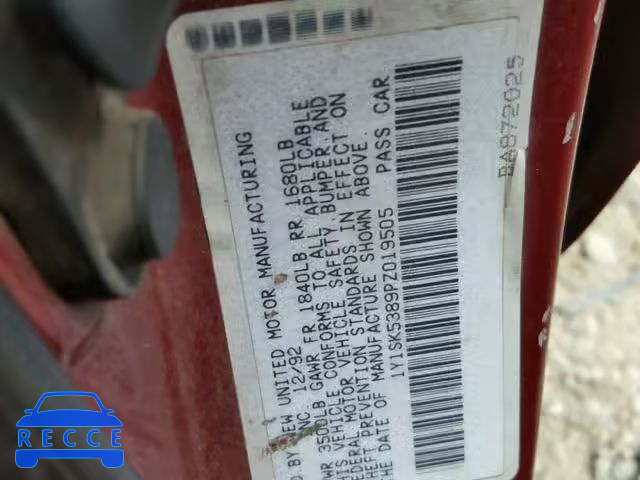 NEW UNITED MOTOR MANUFACTURING
INC. 12/92
3500LB GAWR FR 1840LB RR 1680LB
VEHICLE CONFORMS TO ALL APPLICABLE
FEDERAL MOTOR VEHICLE SAFETY BUMPER AND
THEFT PREVENTION STANDARDS IN EFFECT ON
THE DATE OF MANUFACTURE SHOWN ABOVE.
1Y1SK5389PZ019505 PASS CAR
BA872025
RECCE